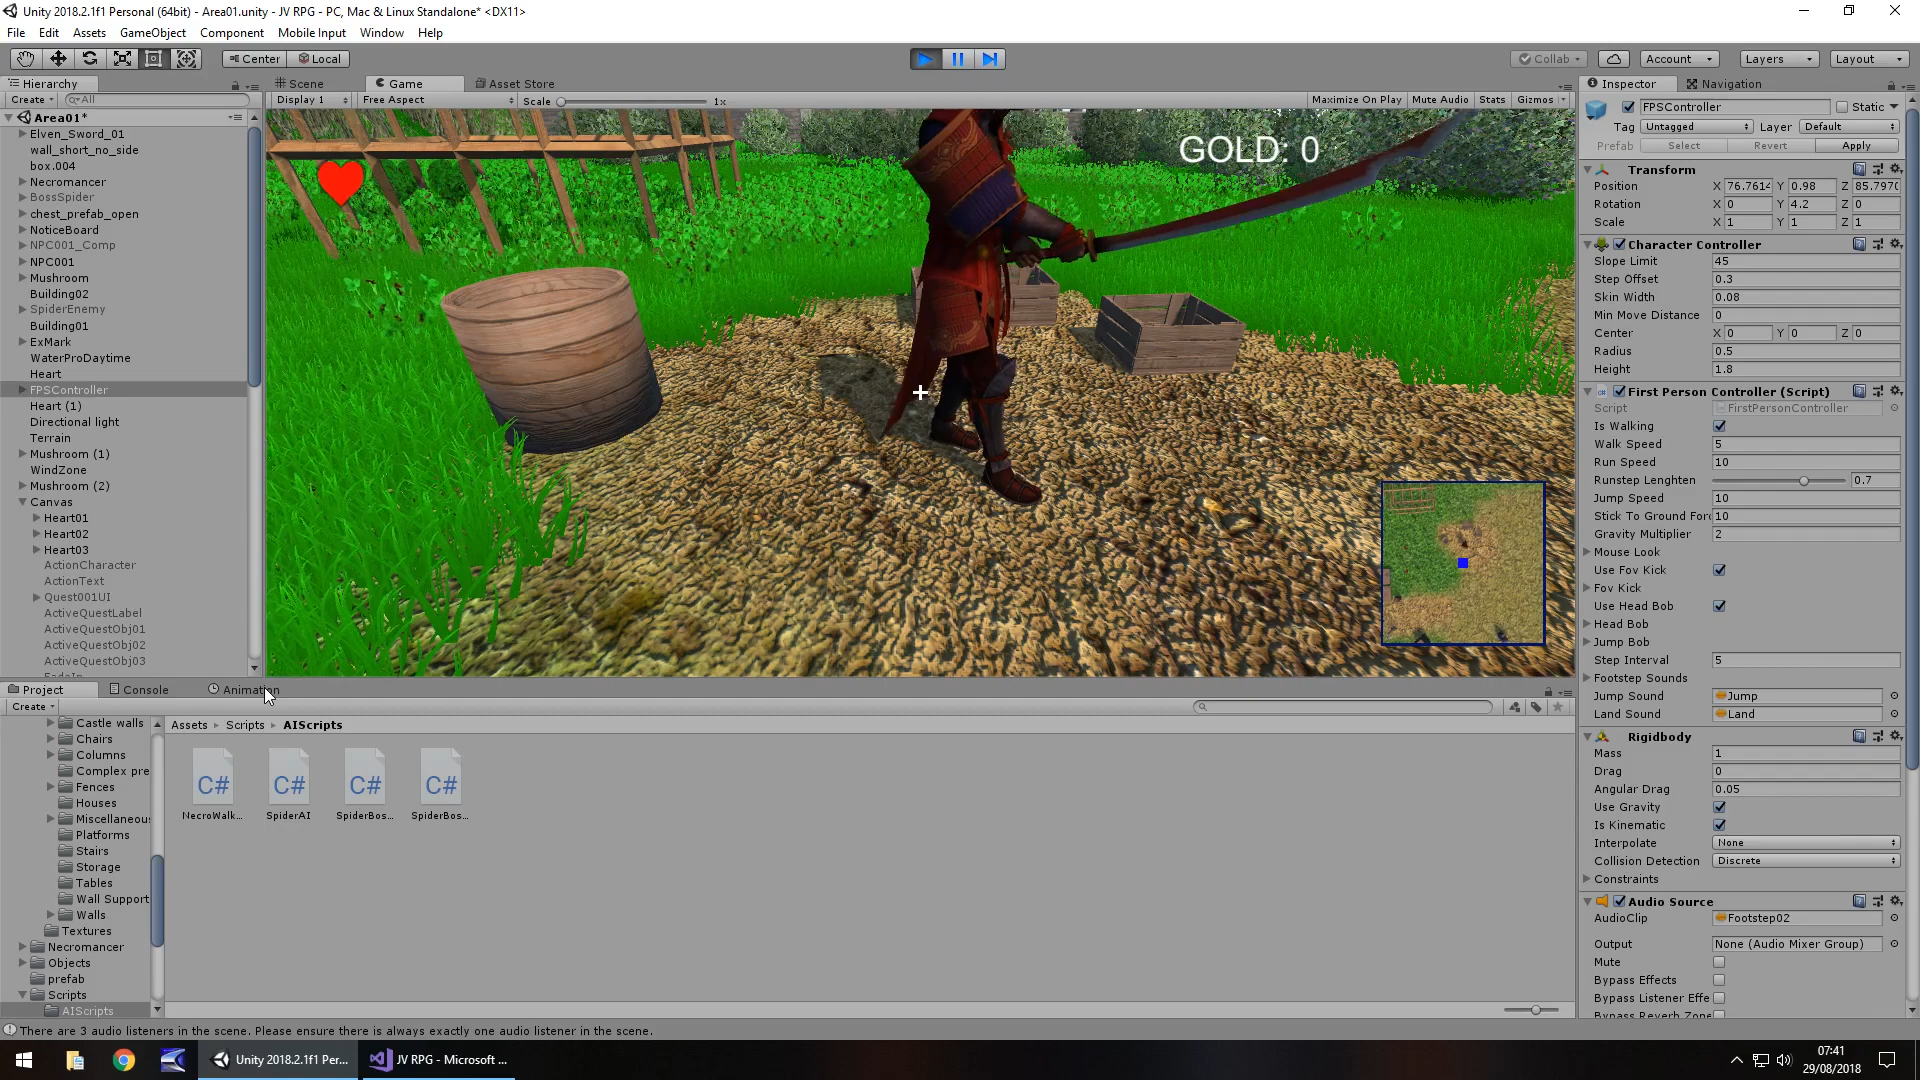 Unity 2018.2.1f1 Personal (64bit) - Area01.unity - JV RPG - PC, Mac & Linux Standalone* <DX11>
File Edit Assets GameObject Component Mobile Input Window Help
Center Local Collab Account Layers Layout
Hierarchy
Create All
Area01*
Elven_Sword_01
wall_short_no_side
box.004
Necromancer
BossSpider
chest_prefab_open
NoticeBoard
NPC001_Comp
NPC001
Mushroom
Building02
SpiderEnemy
Building01
ExMark
WaterProDaytime
Heart
FPSController
Heart (1)
Directional light
Terrain
Mushroom (1)
WindZone
Mushroom (2)
Canvas
Heart01
Heart02
Heart03
ActionCharacter
ActionText
Quest001UI
ActiveQuestLabel
ActiveQuestObj01
ActiveQuestObj02
ActiveQuestObj03
Scene Game Asset Store
Display 1 Free Aspect Scale 1x Maximize On Play Mute Audio Stats Gizmos
GOLD: 0
Inspector Navigation
FPSController Static
Tag Untagged Layer Default
Prefab Select Revert Apply
Transform
Position X 76.7614 Y 0.98 Z 85.7970
Rotation X 0 Y 4.2 Z 0
Scale X 1 Y 1 Z 1
Character Controller
Slope Limit 45
Step Offset 0.3
Skin Width 0.08
Min Move Distance 0
Center X 0 Y 0 Z 0
Radius 0.5
Height 1.8
First Person Controller (Script)
Script FirstPersonController
Is Walking
Walk Speed 5
Run Speed 10
Runstep Lenghten 0.7
Jump Speed 10
Stick To Ground For 10
Gravity Multiplier 2
Mouse Look
Use Fov Kick
Fov Kick
Use Head Bob
Head Bob
Jump Bob
Step Interval 5
Footstep Sounds
Jump Sound Jump
Land Sound Land
Rigidbody
Mass 1
Drag 0
Angular Drag 0.05
Use Gravity
Is Kinematic
Interpolate None
Collision Detection Discrete
Constraints
Audio Source
AudioClip Footstep02
Output None (Audio Mixer Group)
Mute
Bypass Effects
Bypass Listener Effe
Bypass Reverb Zone
Project Console Animation
Create
Castle walls
Chairs
Columns
Complex pre
Fences
Houses
Miscellaneous
Platforms
Stairs
Storage
Tables
Wall Support
Walls
Textures
Necromancer
Objects
prefab
Scripts
AIScripts
Assets Scripts AIScripts
C# C# C# C#
NecroWalk... SpiderAI SpiderBos... SpiderBos...
There are 3 audio listeners in the scene. Please ensure there is always exactly one audio listener in the scene.
Unity 2018.2.1f1 Per... JV RPG - Microsoft ...
07:41
29/08/2018